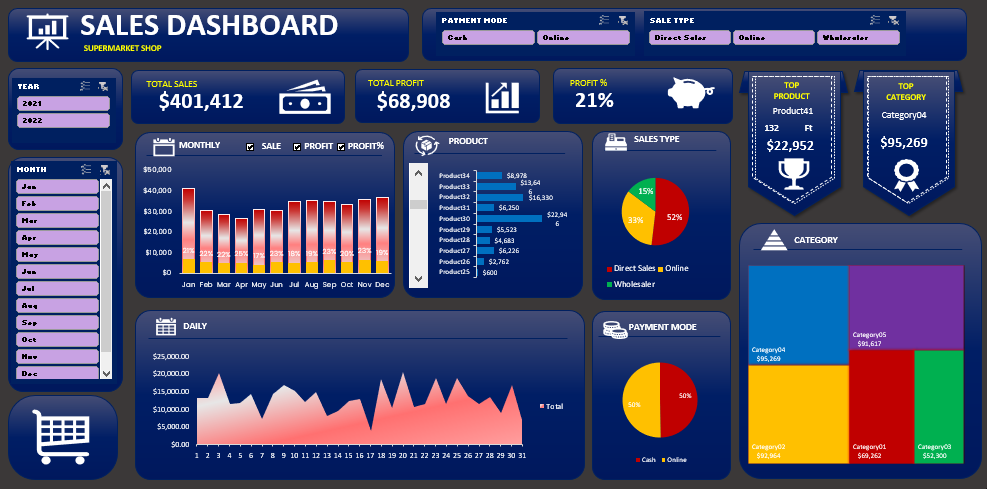 SALES DASHBOARD
SUPERMARKET SHOP
PAYMENT MODE
Cash
Online
SALE TYPE
Direct Sales
Online
Wholesaler
YEAR
2021
2022
TOTAL SALES
$401,412
TOTAL PROFIT
$68,908
PROFIT %
21%
TOP
PRODUCT
Product41
132 Ft
$22,952
TOP
CATEGORY
Category04
$95,269
MONTH
Jan
Feb
Mar
Apr
May
Jun
Jul
Aug
Sep
Oct
Nov
Dec
MONTHLY
SALE
PROFIT
PROFIT%
$50,000
$40,000
$30,000
$20,000
$10,000
$0
21% 22% 22% 25% 17% 23% 18% 19% 23% 20% 23% 19%
Jan Feb Mar Apr May Jun Jul Aug Sep Oct Nov Dec
PRODUCT
Product34 $8,978
Product33 $13,64
6
Product32 $16,330
Product31 $6,250
Product30 $22,94
6
Product29 $5,523
Product28 $4,683
Product27 $6,226
Product26 $2,762
Product25 $600
SALES TYPE
15%
33%
52%
Direct Sales
Online
Wholesaler
CATEGORY
Category04
$95,269
Category05
$91,617
Category02
$92,964
Category01
$69,262
Category03
$52,300
DAILY
$25,000.00
$20,000.00
$15,000.00
$10,000.00
$5,000.00
$0.00
1 2 3 4 5 6 7 8 9 10 11 12 13 14 15 16 17 18 19 20 21 22 23 24 25 26 27 28 29 30 31
Total
PAYMENT MODE
50%
50%
Cash
Online